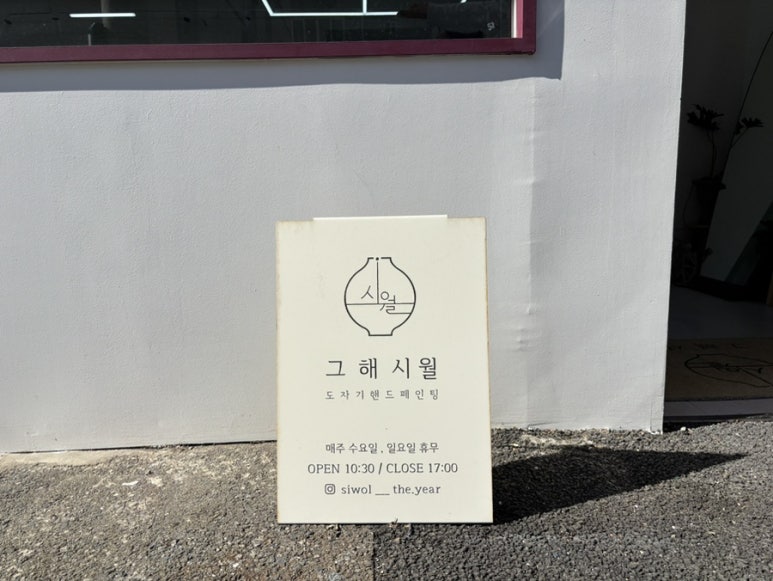 시월
그 해 시 월
도 자 기 핸 드 페 인 팅
매주 수요일 , 일요일 휴무
OPEN 10:30 / CLOSE 17:00
siwol __ the.year